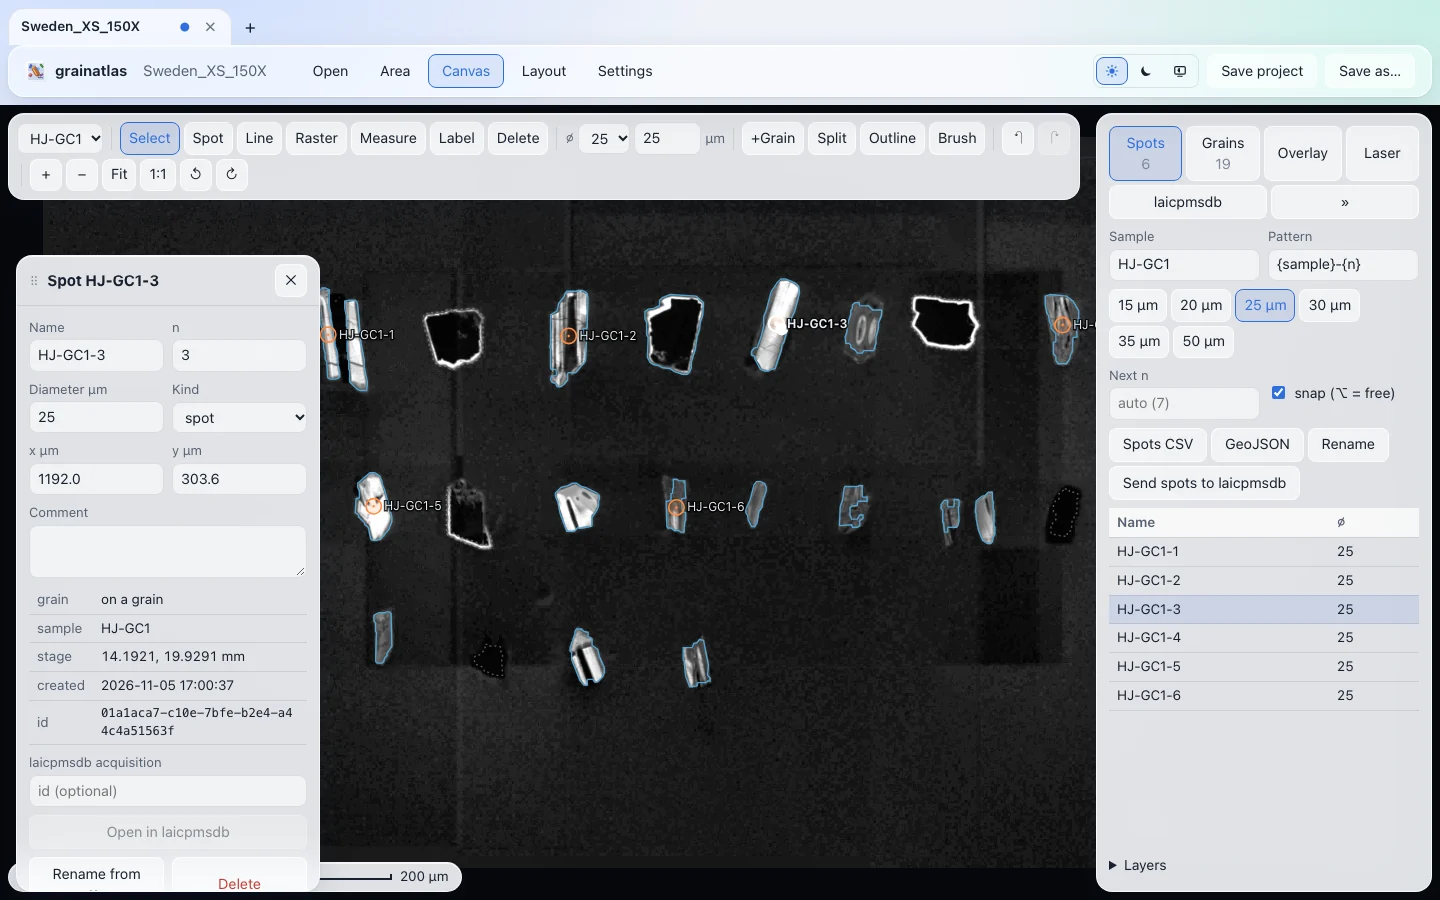 Sweden_XS_150X
grainatlas Sweden_XS_150X Open Area Canvas Layout Settings Save project Save as...
HJ-GC1 Select Spot Line Raster Measure Label Delete ø 25 25 µm +Grain Split Outline Brush
+ − Fit 1:1
Spot HJ-GC1-3
Name n
HJ-GC1-3 3
Diameter µm Kind
25 spot
x µm y µm
1192.0 303.6
Comment
grain on a grain
sample HJ-GC1
stage 14.1921, 19.9291 mm
created 2026-11-05 17:00:37
id 01a1aca7-c10e-7bfe-b2e4-a4
4c4a51563f
laicpmsdb acquisition
id (optional)
Open in laicpmsdb
Rename from
Delete
HJ-GC1-1
HJ-GC1-2
HJ-GC1-3
HJ-
HJ-GC1-5
HJ-GC1-6
200 µm
Spots Grains Overlay Laser
6 19
laicpmsdb »
Sample Pattern
HJ-GC1 {sample}-{n}
15 µm 20 µm 25 µm 30 µm
35 µm 50 µm
Next n
auto (7) snap (⌥ = free)
Spots CSV GeoJSON Rename
Send spots to laicpmsdb
Name ø
HJ-GC1-1 25
HJ-GC1-2 25
HJ-GC1-3 25
HJ-GC1-4 25
HJ-GC1-5 25
HJ-GC1-6 25
Layers